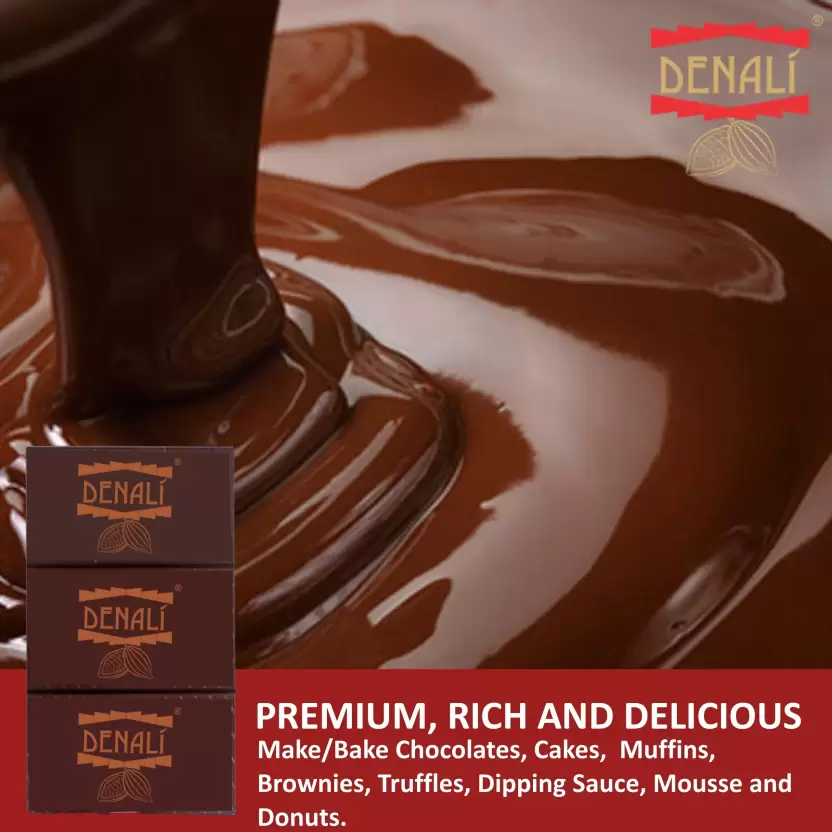 ®
DENALÍ
DENALÍ ®
DENALÍ ®
DENALÍ ®
PREMIUM, RICH AND DELICIOUS
Make/Bake Chocolates, Cakes, Muffins,
Brownies, Truffles, Dipping Sauce, Mousse and
Donuts.